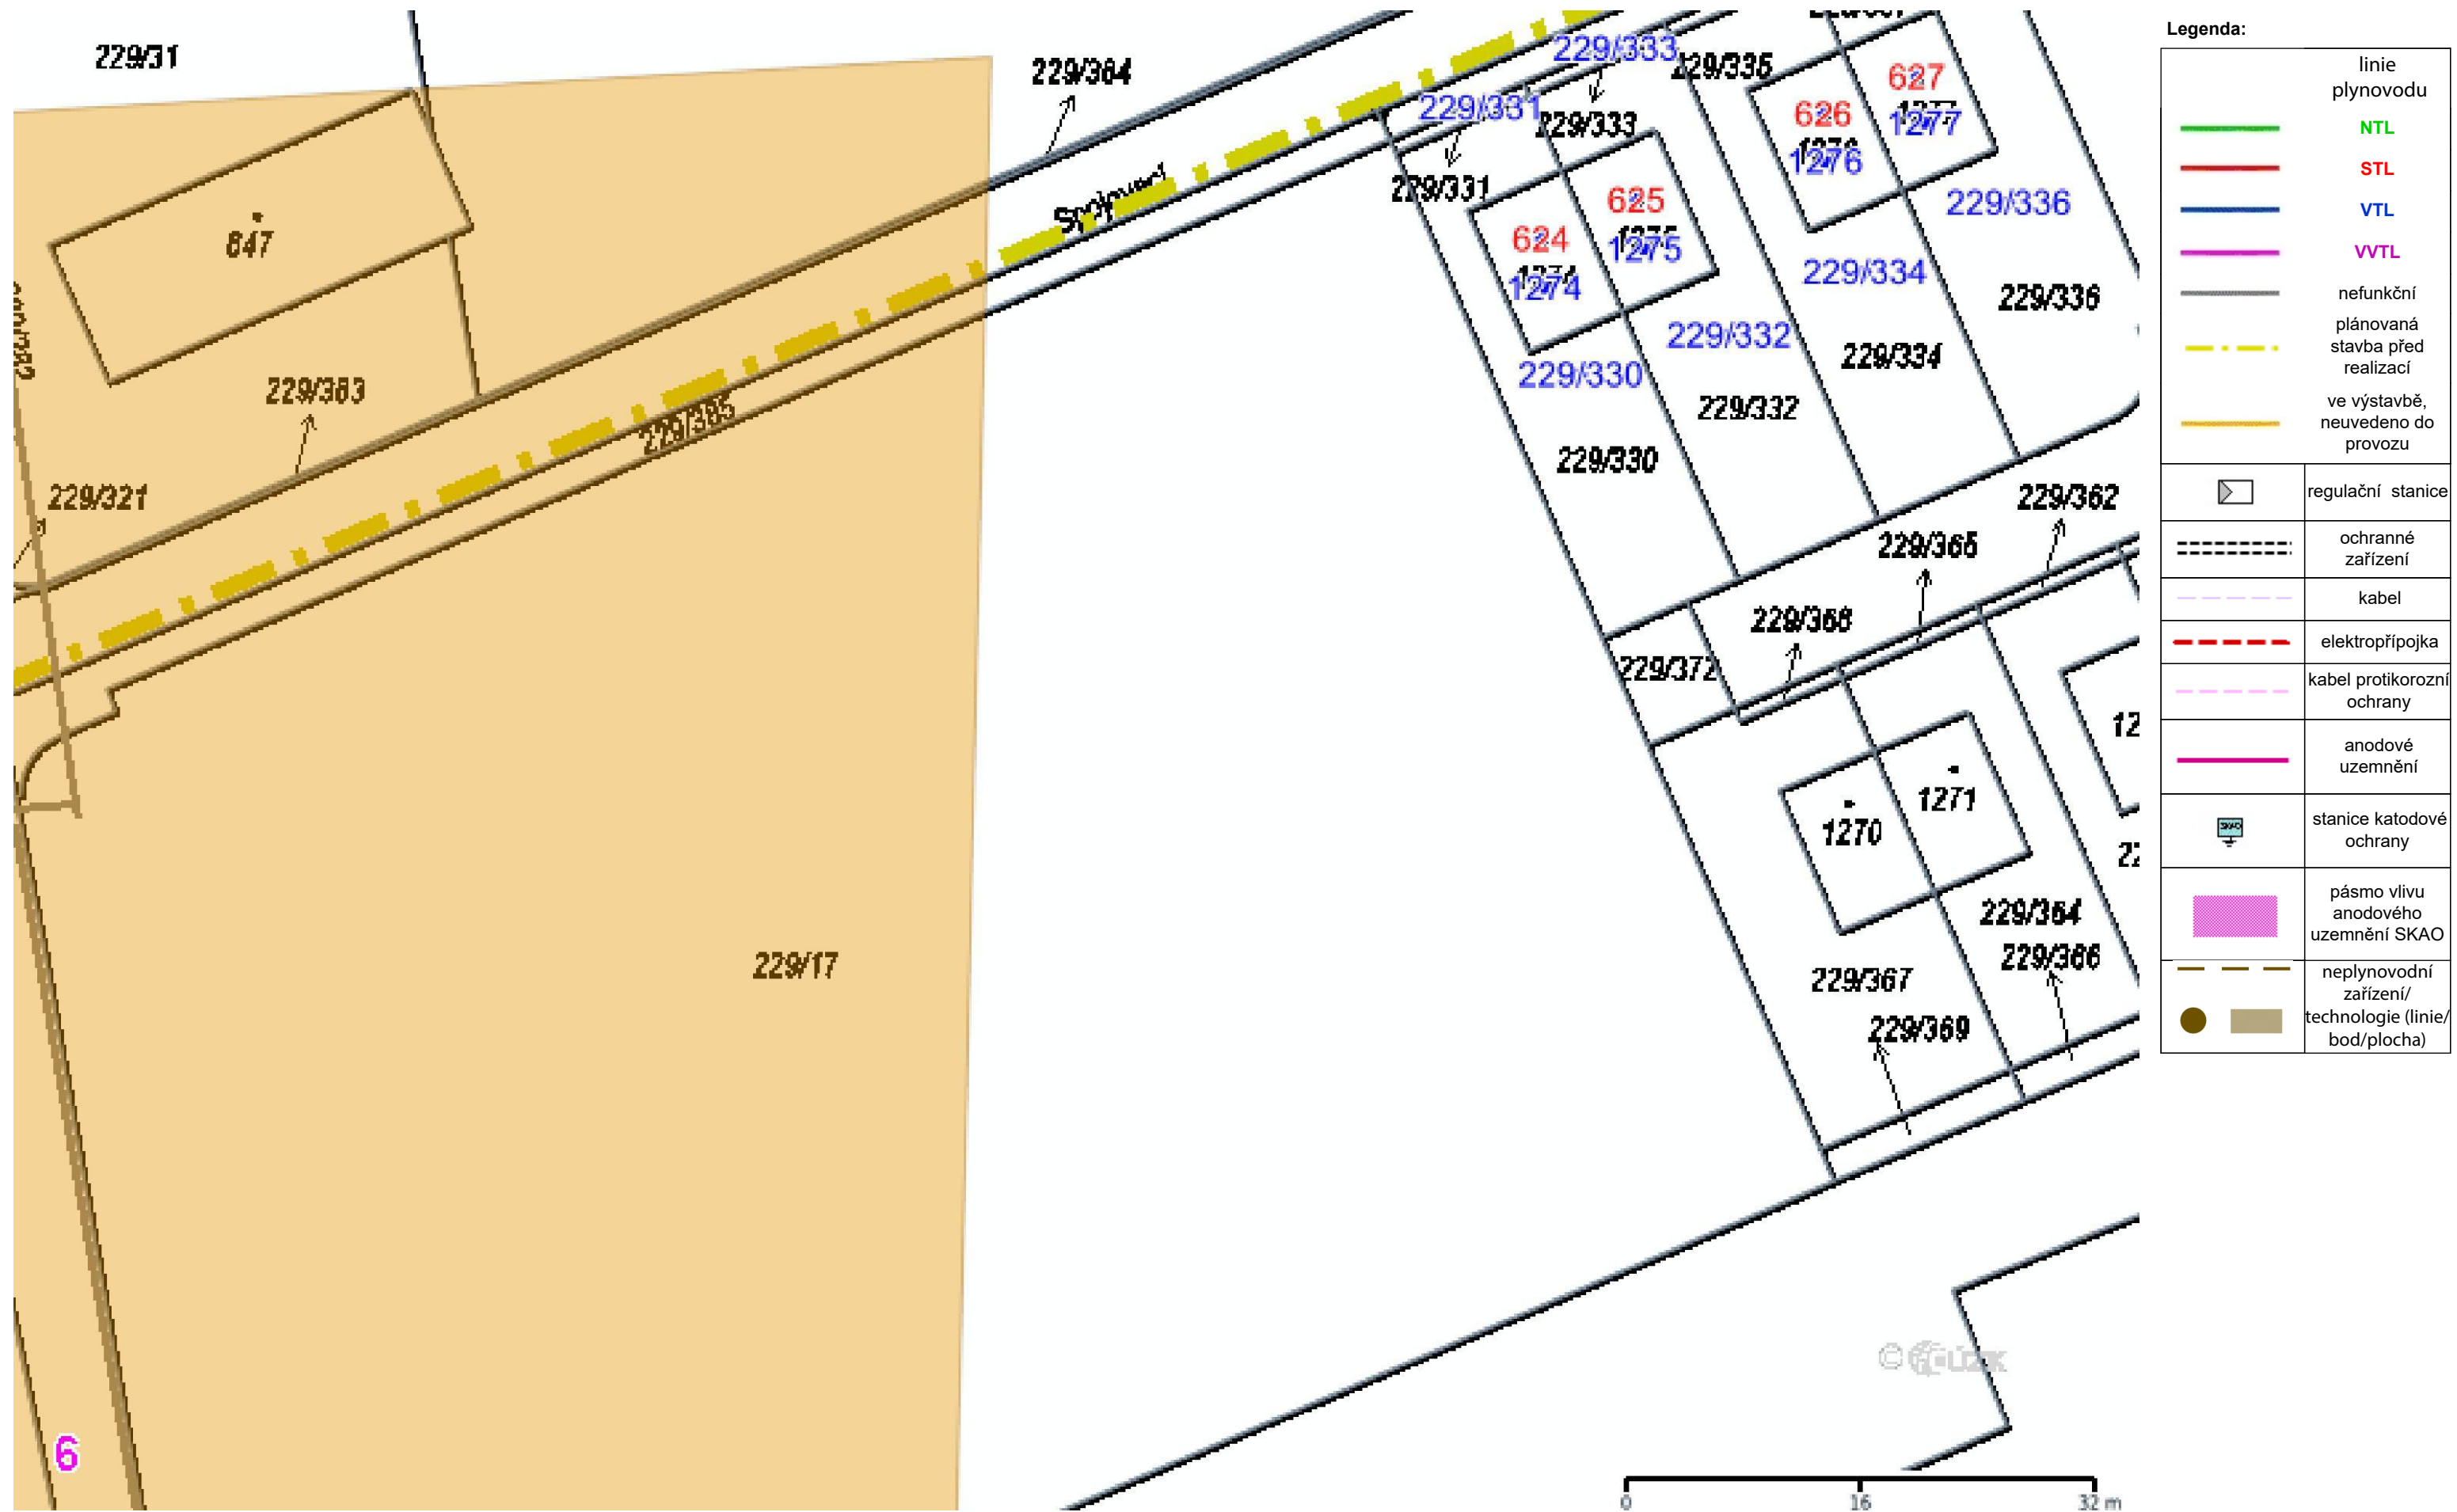 229/31
229/364
229/333
229/335
627
1277
626
1276
229/331
229/333
229/331
847
625
1275
624
1274
229/336
229/334
229/336
229/332
229/334
229/330
229/383
229/385
229/332
229/330
229/321
229/362
229/365
229/368
229/372
12
1271
1270
22
229/364
229/366
229/17
229/367
229/369
6
0 16 32 m
Legenda:
linie
plynovodu
NTL
STL
VTL
VVTL
nefunkční
plánovaná
stavba před
realizací
ve výstavbě,
neuvedeno do
provozu
regulační stanice
ochranné
zařízení
kabel
elektropřípojka
kabel protikorozní
ochrany
anodové
uzemnění
SKAO
stanice katodové
ochrany
pásmo vlivu
anodového
uzemnění SKAO
neplynovodní
zařízení/
technologie (linie/
bod/plocha)